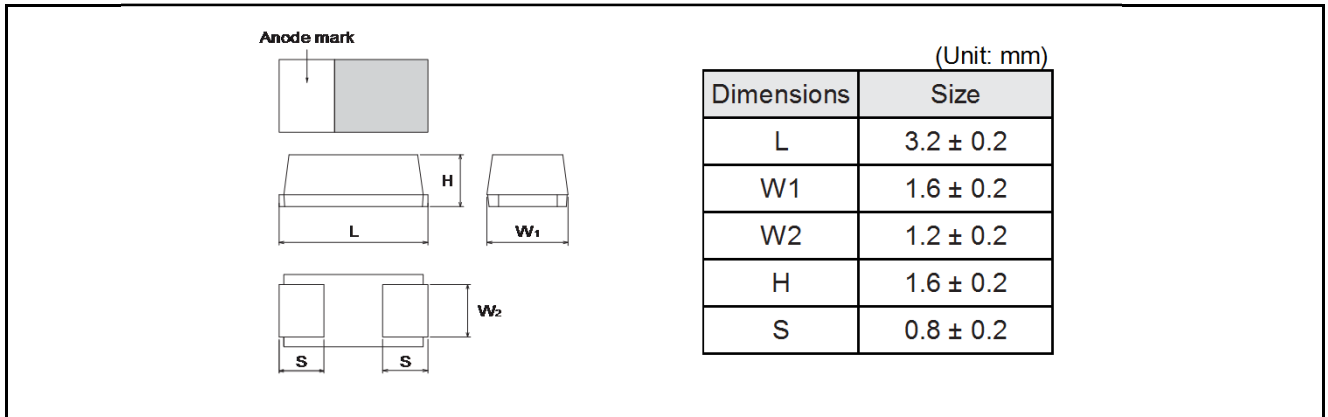 Anode mark
H
L
W1
W2
S S
(Unit: mm)
Dimensions Size
L 3.2 ± 0.2
W1 1.6 ± 0.2
W2 1.2 ± 0.2
H 1.6 ± 0.2
S 0.8 ± 0.2